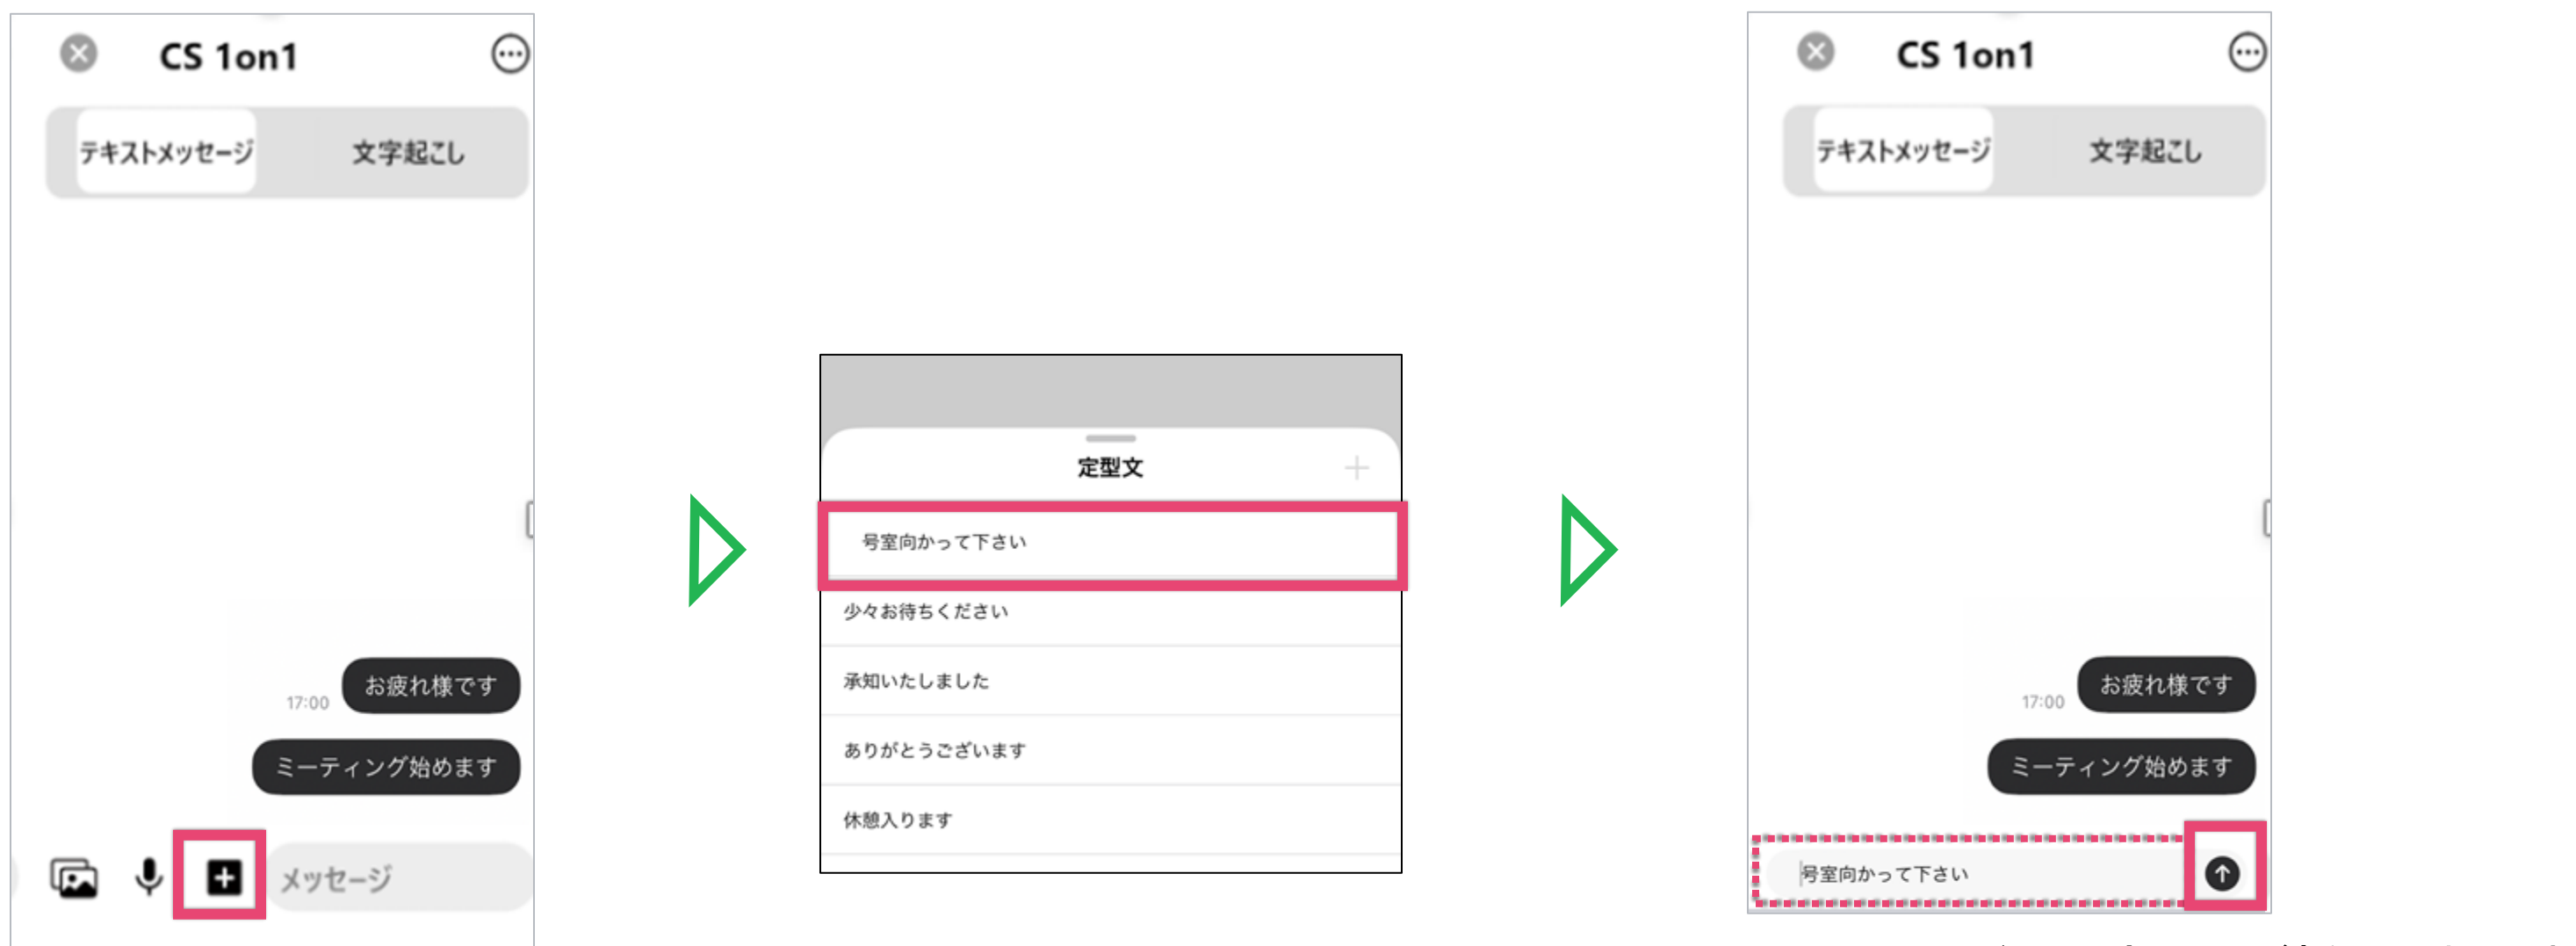 CS 1on1
テキストメッセージ 文字起こし
お疲れ様です
17:00
ミーティング始めます
メッセージ
定型文
号室向かって下さい
少々お待ちください
承知いたしました
ありがとうございます
休憩入ります
CS 1on1
テキストメッセージ 文字起こし
お疲れ様です
17:00
ミーティング始めます
号室向かって下さい